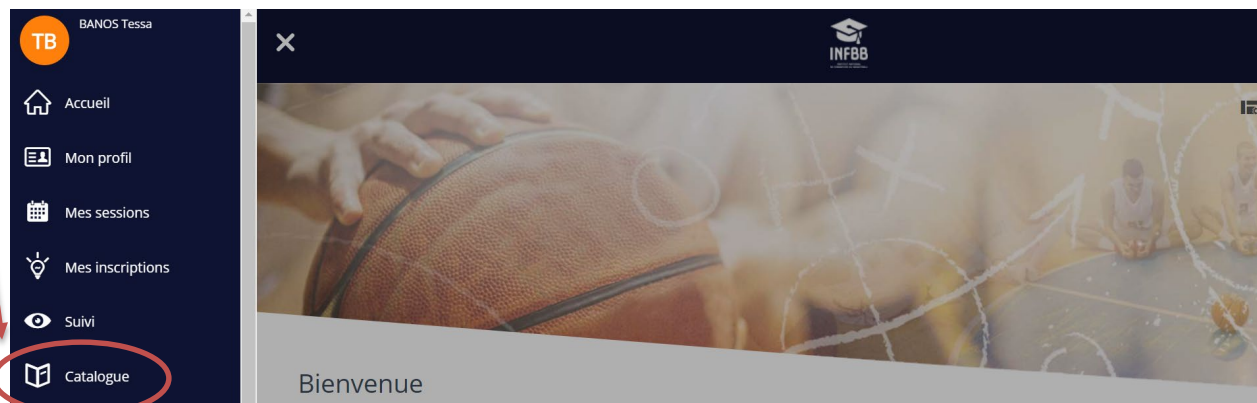 BANOS Tessa
TB
Accueil
Mon profil
Mes sessions
Mes inscriptions
Suivi
Catalogue
INFBB
Bienvenue